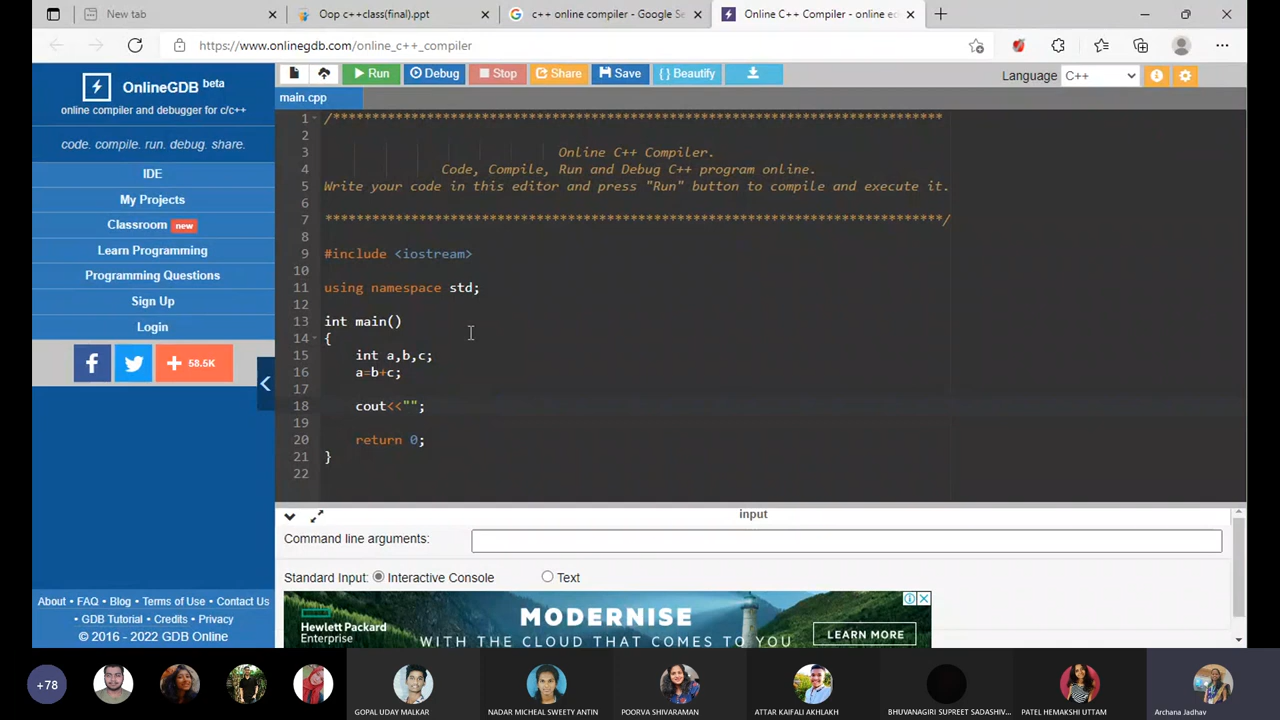 New tab
Oop c++class(final).ppt
c++ online compiler - Google Se
Online C++ Compiler - online ed
https://www.onlinegdb.com/online_c++_compiler
OnlineGDB beta
online compiler and debugger for c/c++
code. compile. run. debug. share.
IDE
My Projects
Classroom new
Learn Programming
Programming Questions
Sign Up
Login
58.5K
About • FAQ • Blog • Terms of Use • Contact Us
• GDB Tutorial • Credits • Privacy
© 2016 - 2022 GDB Online
Run
Debug
Stop
Share
Save
{ } Beautify
Language C++
main.cpp
1 /******************************************************************************
2
3 Online C++ Compiler.
4 Code, Compile, Run and Debug C++ program online.
5 Write your code in this editor and press "Run" button to compile and execute it.
6
7 *******************************************************************************/
8
9 #include <iostream>
10
11 using namespace std;
12
13 int main()
14 {
15 int a,b,c;
16 a=b+c;
17
18 cout<<"";
19
20 return 0;
21 }
22
input
Command line arguments:
Standard Input: Interactive Console Text
Hewlett Packard
Enterprise
MODERNISE
WITH THE CLOUD THAT COMES TO YOU
LEARN MORE
+78
GOPAL UDAY MALKAR
NADAR MICHEAL SWEETY ANTIN
POORVA SHIVARAMAN
ATTAR KAIFALI AKHLAKH
BHUVANAGIRI SUPREET SADASHIV...
PATEL HEMAKSHI UTTAM
Archana Jadhav